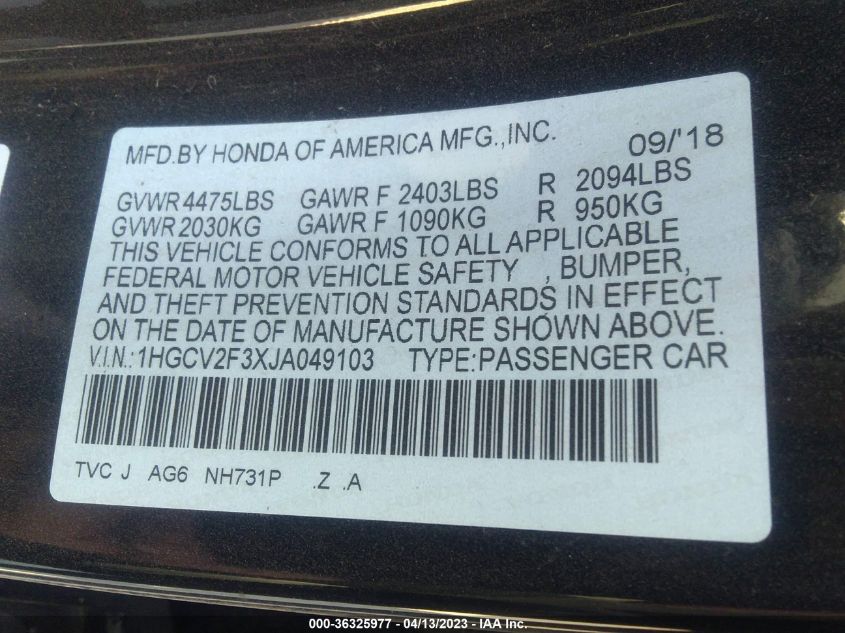 MFD.BY HONDA OF AMERICA MFG.,INC. 09/'18
GVWR 4475LBS GAWR F 2403LBS R 2094LBS
GVWR 2030KG GAWR F 1090KG R 950KG
THIS VEHICLE CONFORMS TO ALL APPLICABLE
FEDERAL MOTOR VEHICLE SAFETY , BUMPER,
AND THEFT PREVENTION STANDARDS IN EFFECT
ON THE DATE OF MANUFACTURE SHOWN ABOVE.
V.I.N.: 1HGCV2F3XJA049103 TYPE:PASSENGER CAR
TVC J AG6 NH731P .Z .A
000-36325977 - 04/13/2023 - © IAA Inc.